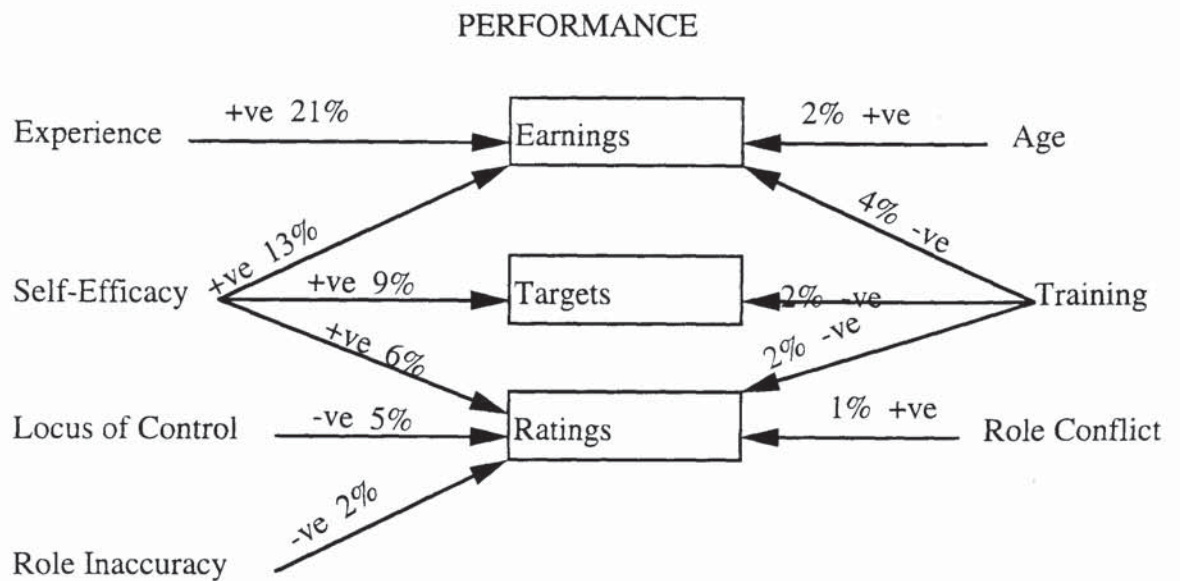 PERFORMANCE
+ve 21%
2% +ve
Experience
Earnings
Age
4% -ve
+ve 13%
Self-Efficacy
+ve 9%
Targets
2% -ve
Training
+ve 6%
2% -ve
Locus of Control
-ve 5%
Ratings
1% +ve
Role Conflict
-ve 2%
Role Inaccuracy